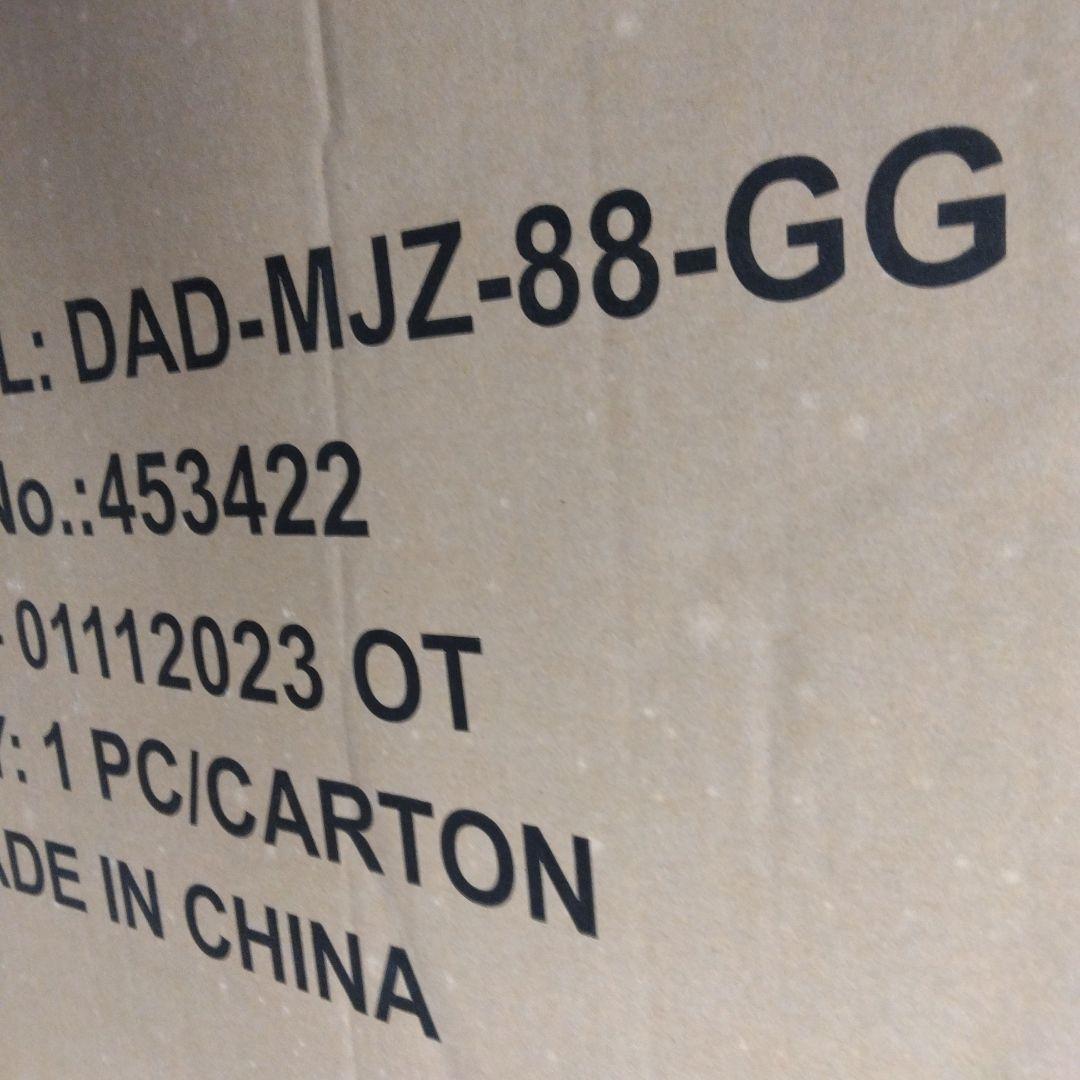 L: DAD-MJZ-88-GG
No.:453422
- 01112023 OT
Y: 1 PC/CARTON
ADE IN CHINA